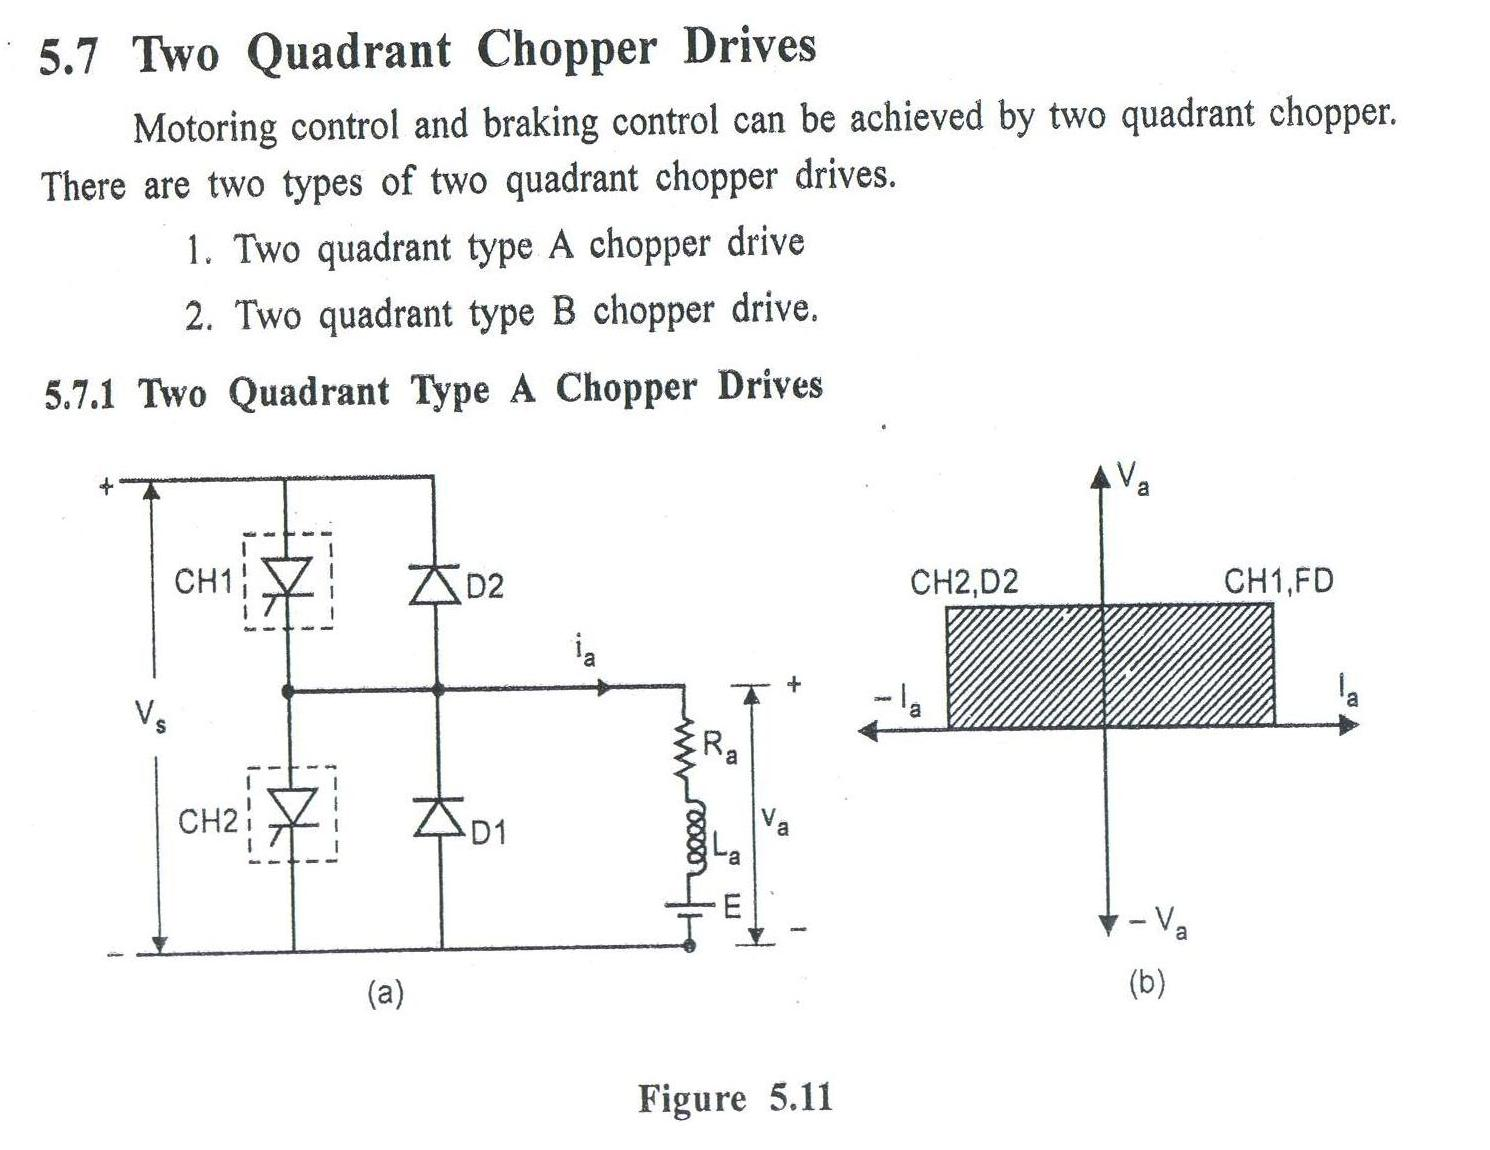 5.7 Two Quadrant Chopper Drives
Motoring control and braking control can be achieved by two quadrant chopper.
There are two types of two quadrant chopper drives.
1. Two quadrant type A chopper drive
2. Two quadrant type B chopper drive.
5.7.1 Two Quadrant Type A Chopper Drives
+
CH1
D2
ia
Vs
+
Ra
Va
La
CH2
D1
E
-
-
(a)
Va
CH2,D2
CH1,FD
- Ia
Ia
- Va
(b)
Figure 5.11